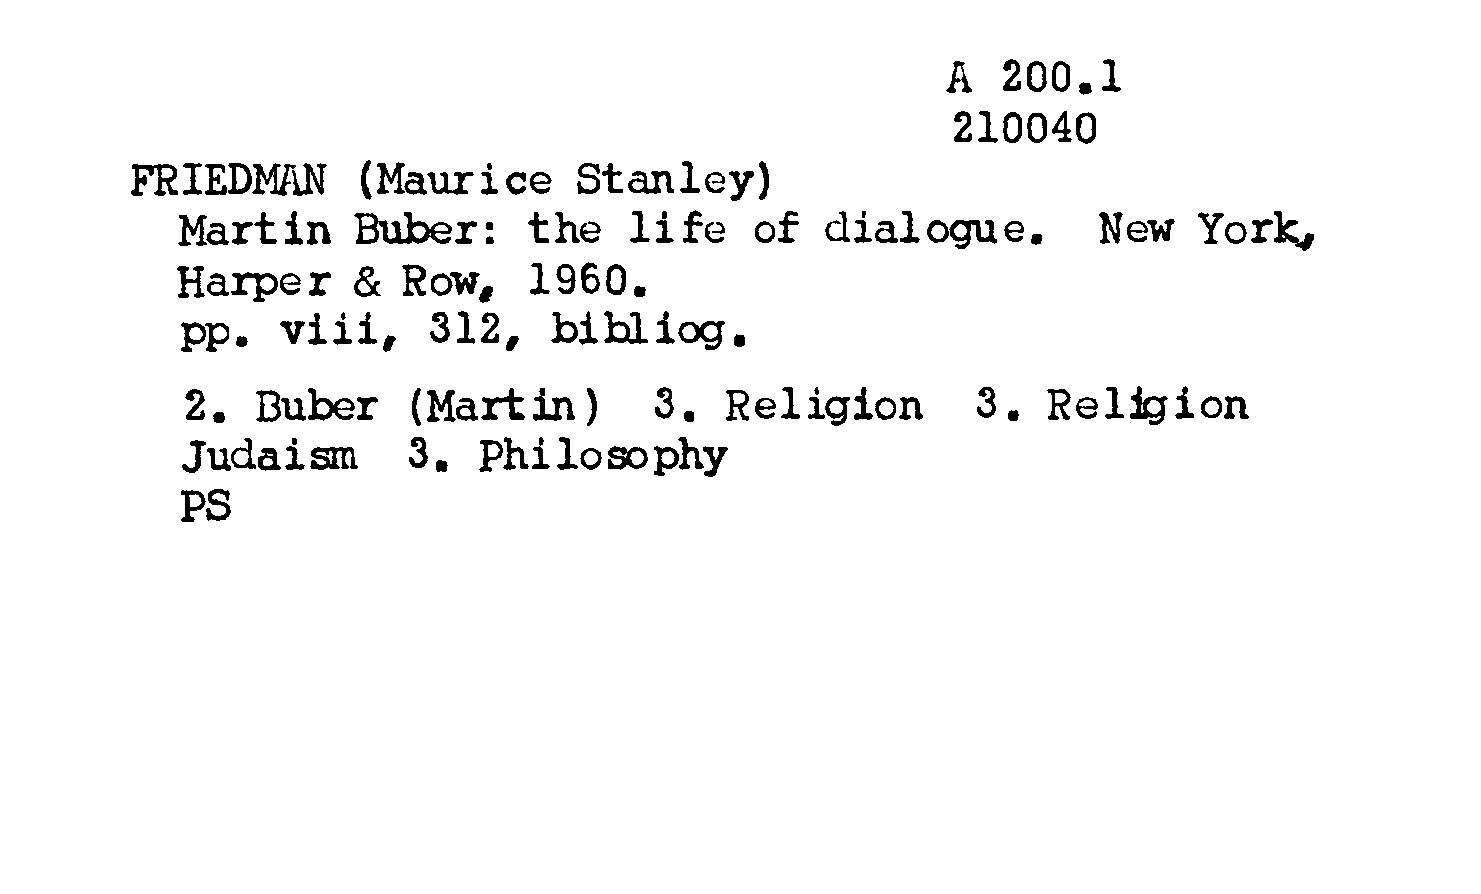 A 200.1
210040
FRIEDMAN (Maurice Stanley)
Martin Buber: the life of dialogue. New York,
Harper & Row, 1960.
pp. viii, 312, bibliog.
2. Buber (Martin) 3. Religion 3. Religion
Judaism 3. Philosophy
PS